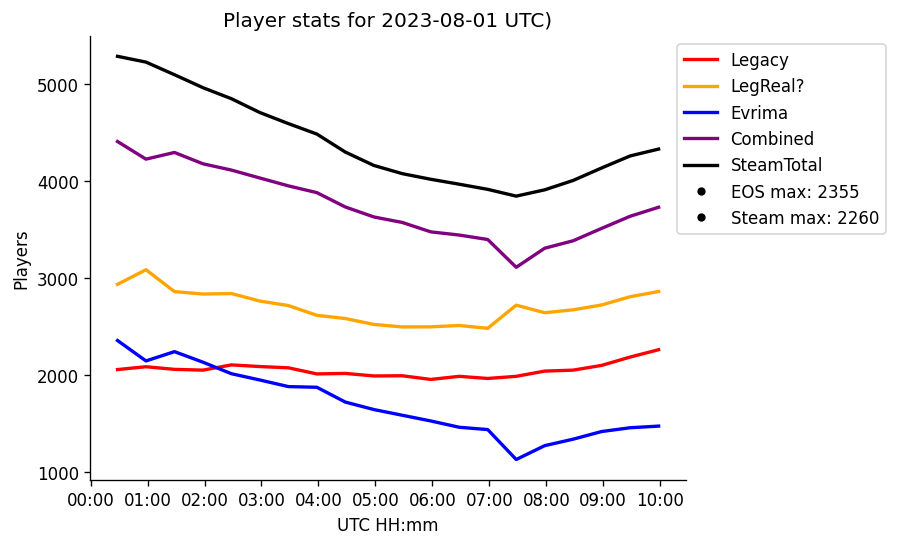 Player stats for 2023-08-01 UTC)
Legacy
LegReal?
Evrima
Combined
SteamTotal
EOS max: 2355
Steam max: 2260
Players
5000
4000
3000
2000
1000
00:00 01:00 02:00 03:00 04:00 05:00 06:00 07:00 08:00 09:00 10:00
UTC HH:mm